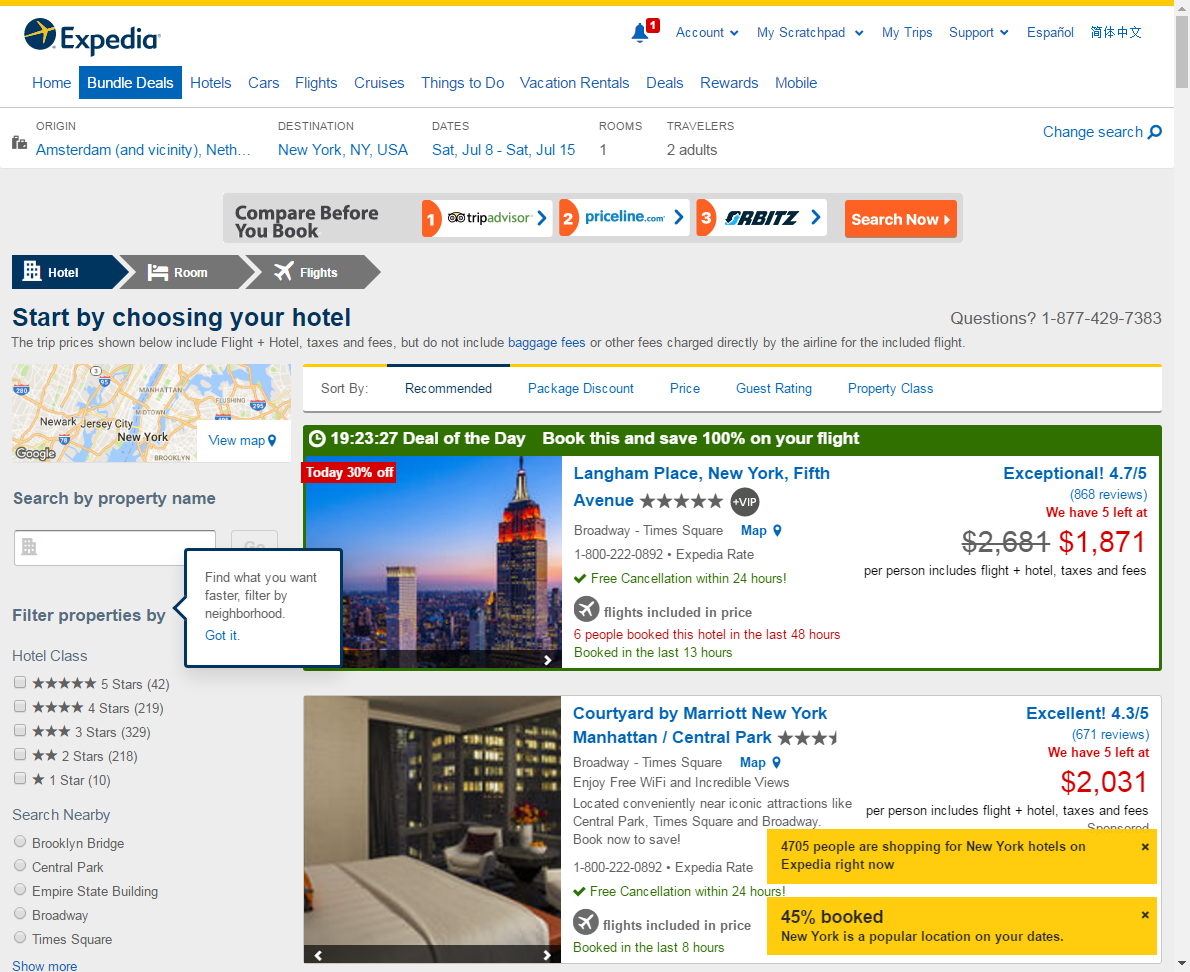 Expedia
1
Account
My Scratchpad
My Trips
Support
Español
简体中文
Home
Bundle Deals
Hotels
Cars
Flights
Cruises
Things to Do
Vacation Rentals
Deals
Rewards
Mobile
ORIGIN
Amsterdam (and vicinity), Neth...
DESTINATION
New York, NY, USA
DATES
Sat, Jul 8 - Sat, Jul 15
ROOMS
1
TRAVELERS
2 adults
Change search
Compare Before
You Book
1 tripadvisor
2 priceline.com
3 ORBITZ
Search Now
Hotel
Room
Flights
Start by choosing your hotel
Questions? 1-877-429-7383
The trip prices shown below include Flight + Hotel, taxes and fees, but do not include baggage fees or other fees charged directly by the airline for the included flight.
280
3
95
MANHATTAN
MIDTOWN
FLUSHING
495
295
Newark
Jersey City
78
New York
BROOKLYN
Google
View map
Search by property name
Go
Find what you want
faster, filter by
neighborhood.
Got it.
Filter properties by
Hotel Class
★★★★★ 5 Stars (42)
★★★★ 4 Stars (219)
★★★ 3 Stars (329)
★★ 2 Stars (218)
★ 1 Star (10)
Search Nearby
Brooklyn Bridge
Central Park
Empire State Building
Broadway
Times Square
Show more
Sort By:
Recommended
Package Discount
Price
Guest Rating
Property Class
19:23:27 Deal of the Day
Book this and save 100% on your flight
Today 30% off
Langham Place, New York, Fifth
Avenue ★★★★★ +VIP
Broadway - Times Square
Map
1-800-222-0892 • Expedia Rate
Free Cancellation within 24 hours!
flights included in price
6 people booked this hotel in the last 48 hours
Booked in the last 13 hours
Exceptional! 4.7/5
(868 reviews)
We have 5 left at
$2,681 $1,871
per person includes flight + hotel, taxes and fees
Courtyard by Marriott New York
Manhattan / Central Park
Broadway - Times Square
Map
Enjoy Free WiFi and Incredible Views
Located conveniently near iconic attractions like
Central Park, Times Square and Broadway.
Book now to save!
1-800-222-0892 • Expedia Rate
Free Cancellation within 24 hours!
flights included in price
Booked in the last 8 hours
Excellent! 4.3/5
(671 reviews)
We have 5 left at
$2,031
per person includes flight + hotel, taxes and fees
Sponsored
4705 people are shopping for New York hotels on
Expedia right now
×
45% booked
×
New York is a popular location on your dates.